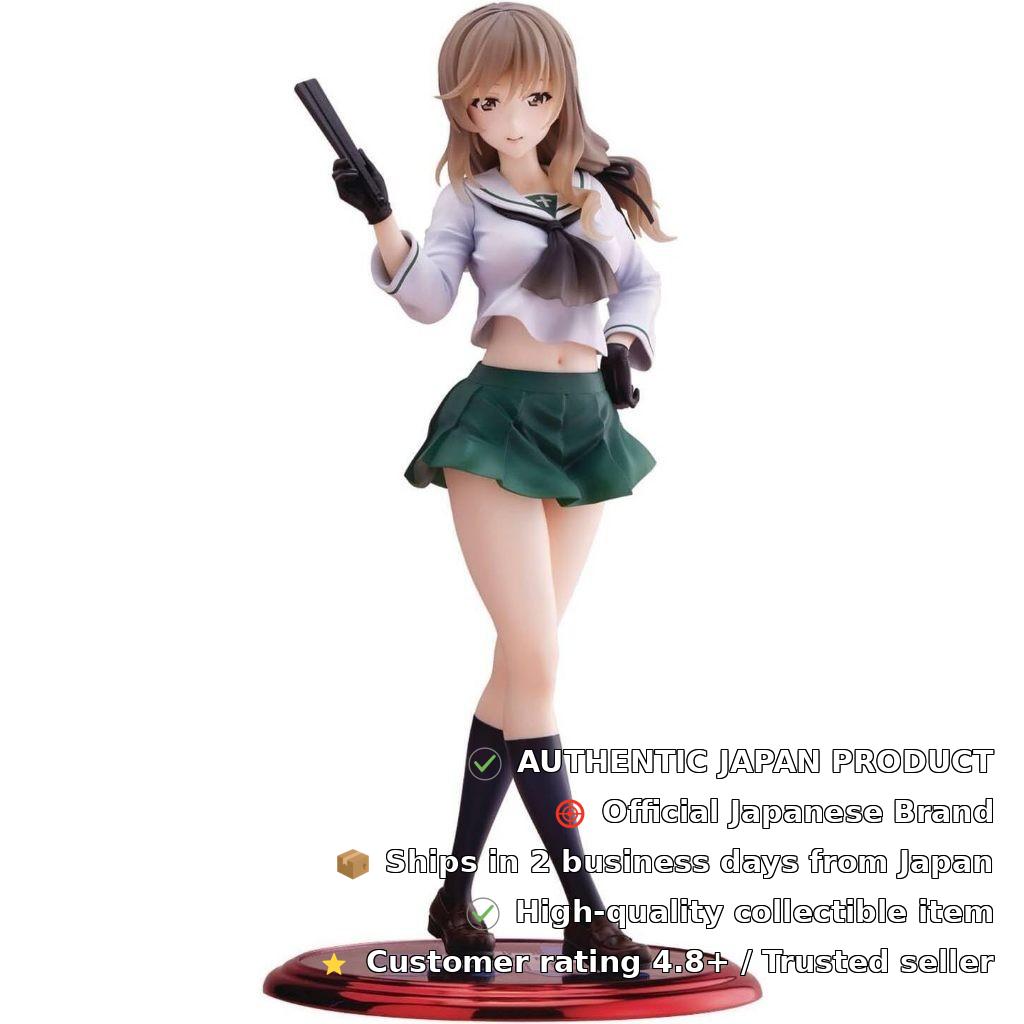 AUTHENTIC JAPAN PRODUCT
Official Japanese Brand
Ships in 2 business days from Japan
High-quality collectible item
Customer rating 4.8+ / Trusted seller